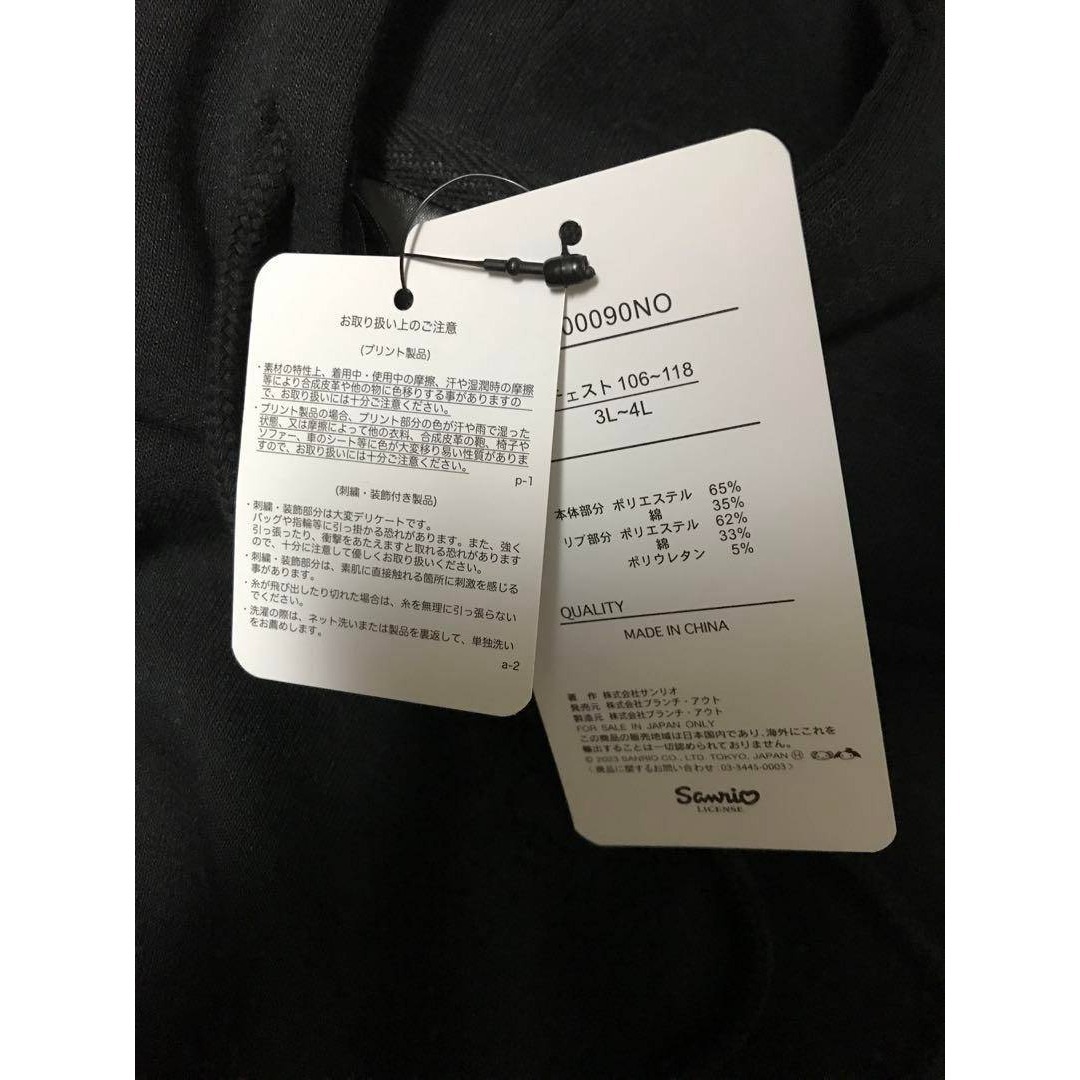 お取り扱い上のご注意
(プリント製品)
・素材の特性上、着用中・使用中の摩擦、汗や湿潤時の摩擦
等により合成皮革や他の物に色移りする事がありますの
で、お取り扱いには十分ご注意ください。
・プリント製品の場合、プリント部分の色が汗や雨で湿った
状態、又は摩擦によって他の衣料、合成皮革の鞄、椅子や
ソファー、車のシート等に色が大変移り易い性質がありま
すので、お取り扱いには十分ご注意ください。
p-1
(刺繍・装飾付き製品)
・刺繍・装飾部分は大変デリケートです。
バッグや指輪等に引っ掛かる恐れがあります。また、強く
引っ張ったり、衝撃をあたえますと取れる恐れがあります
ので、十分に注意して優しくお取り扱いください。
・刺繍・装飾部分は、素肌に直接触れる箇所に刺激を感じる
事があります。
・糸が飛び出したり切れた場合は、糸を無理に引っ張らない
でください。
・洗濯の際は、ネット洗いまたは製品を裏返して、単独洗い
をお薦めします。
a-2
00090NO
チェスト 106~118
3L~4L
本体部分 ポリエステル 65%
綿 35%
リブ部分 ポリエステル 62%
綿 33%
ポリウレタン 5%
QUALITY
MADE IN CHINA
著 作 株式会社サンリオ
発売元 株式会社ブランチ・アウト
製造元 株式会社ブランチ・アウト
FOR SALE IN JAPAN ONLY
この商品の販売地域は日本国内であり、海外にこれを
輸出することは一切認められておりません。
© 2023 SANRIO CO., LTD. TOKYO, JAPAN Ⓗ
(商品に関するお問い合わせ 03-3445-0003)
Sanrio
LICENSE